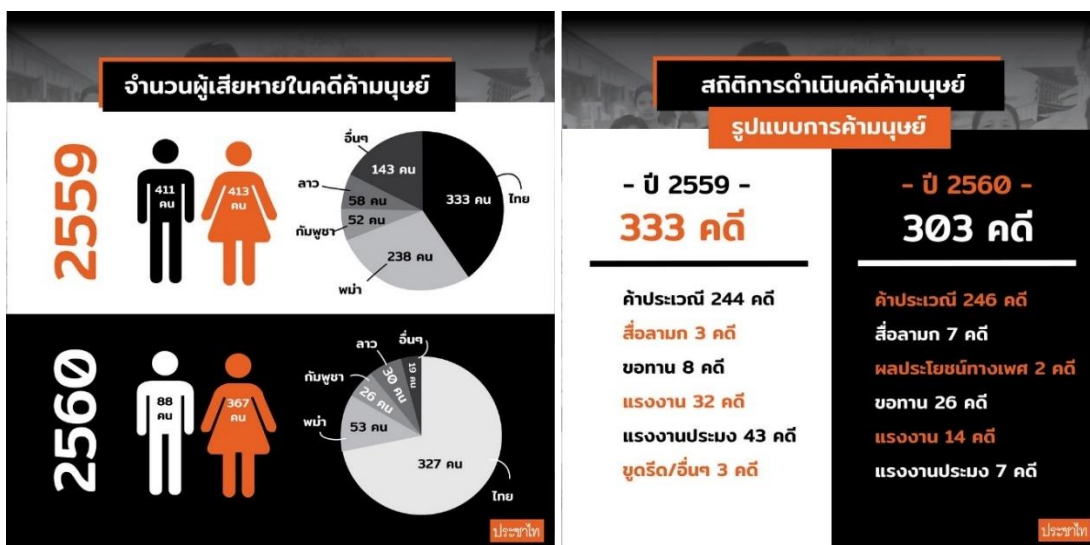 จำนวนผู้เสียหายในคดีค้ามนุษย์
2559
411
คน
413
คน
อื่นๆ
143 คน
ลาว
58 คน
52 คน
กัมพูชา
238 คน
พม่า
333 คน
ไทย
2560
88
คน
367
คน
อื่นๆ
19 คน
ลาว
30 คน
กัมพูชา
26 คน
พม่า
53 คน
327 คน
ไทย
ประชาไท
สถิติการดำเนินคดีค้ามนุษย์
รูปแบบการค้ามนุษย์
- ปี 2559 -
333 คดี
ค้าประเวณี 244 คดี
สื่อลามก 3 คดี
ขอทาน 8 คดี
แรงงาน 32 คดี
แรงงานประมง 43 คดี
ขูดรีด/อื่นๆ 3 คดี
- ปี 2560 -
303 คดี
ค้าประเวณี 246 คดี
สื่อลามก 7 คดี
ผลประโยชน์ทางเพศ 2 คดี
ขอทาน 26 คดี
แรงงาน 14 คดี
แรงงานประมง 7 คดี
ประชาไท